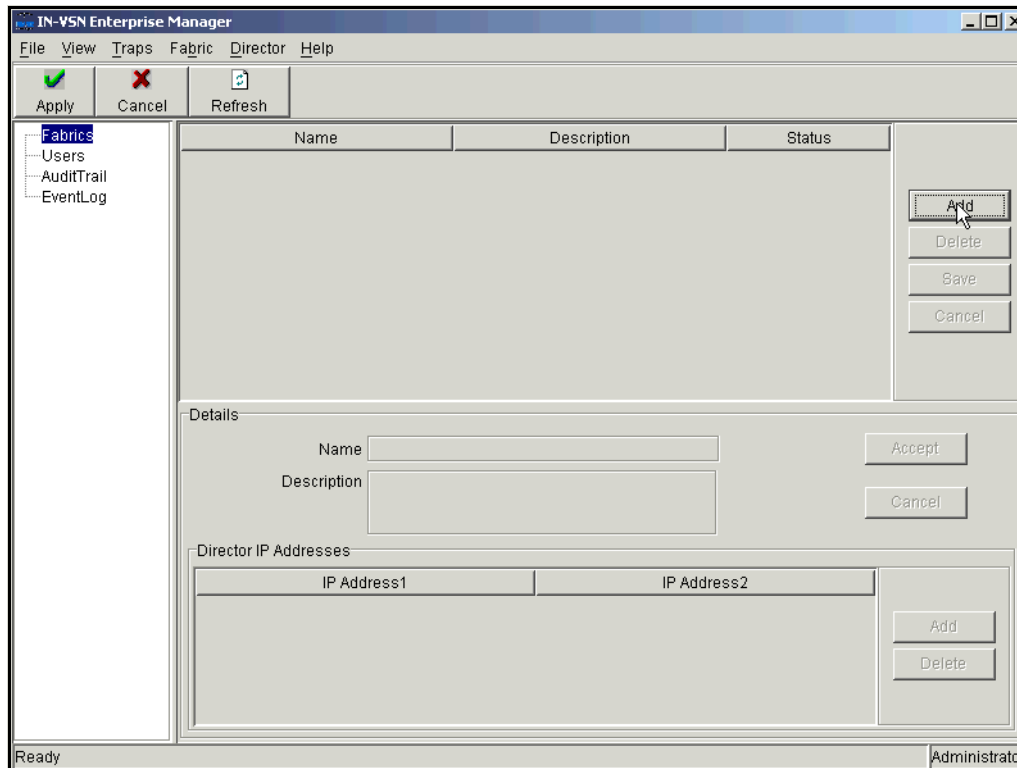 IN-VSN Enterprise Manager
File View Traps Fabric Director Help
Apply Cancel Refresh
Fabrics
Users
AuditTrail
EventLog
Name Description Status
Add
Delete
Save
Cancel
Details
Name
Accept
Description
Cancel
Director IP Addresses
IP Address1 IP Address2
Add
Delete
Ready Administrato